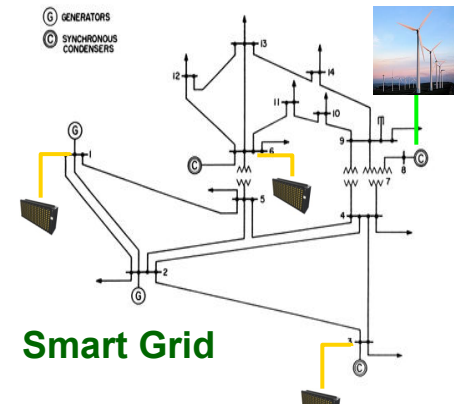 G GENERATORS
C SYNCHRONOUS
CONDENSERS
13
14
12
11
10
9
G
1
C
6
8
C
7
5
4
2
G
3
C
Smart Grid